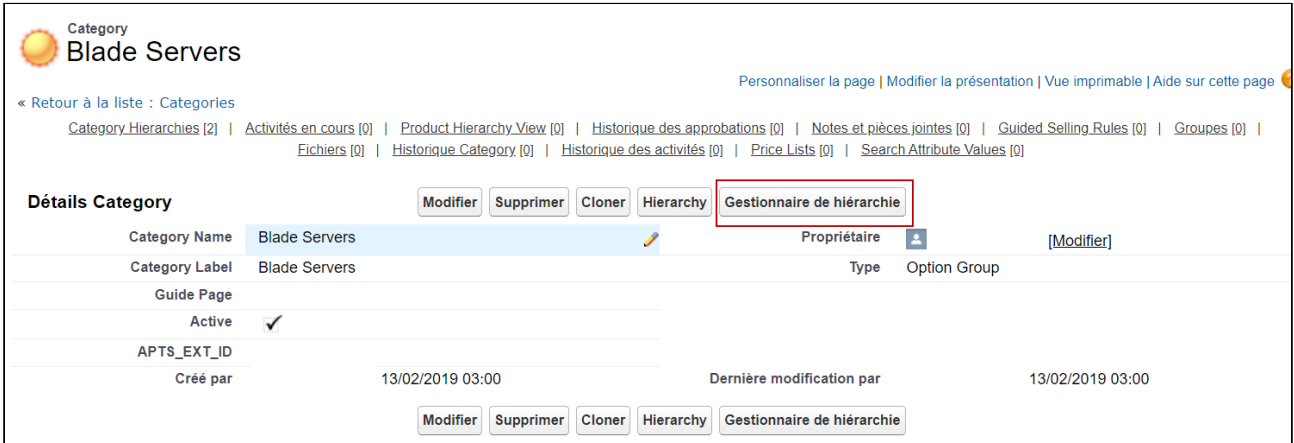 Category
Blade Servers
Personnaliser la page | Modifier la présentation | Vue imprimable | Aide sur cette page
« Retour à la liste : Categories
Category Hierarchies [2] | Activités en cours [0] | Product Hierarchy View [0] | Historique des approbations [0] | Notes et pièces jointes [0] | Guided Selling Rules [0] | Groupes [0] |
Fichiers [0] | Historique Category [0] | Historique des activités [0] | Price Lists [0] | Search Attribute Values [0]
Détails Category Modifier Supprimer Cloner Hierarchy Gestionnaire de hiérarchie
Category Name Blade Servers Propriétaire [Modifier]
Category Label Blade Servers Type Option Group
Guide Page
Active
APTS_EXT_ID
Créé par 13/02/2019 03:00 Dernière modification par 13/02/2019 03:00
Modifier Supprimer Cloner Hierarchy Gestionnaire de hiérarchie